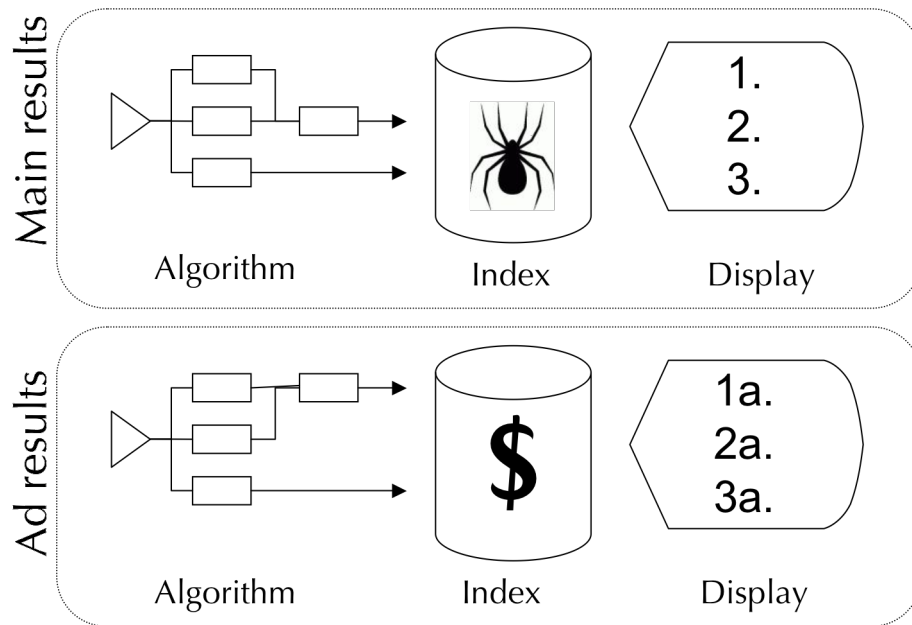 Main results
1.
2.
3.
Algorithm
Index
Display
Ad results
$
1a.
2a.
3a.
Algorithm
Index
Display